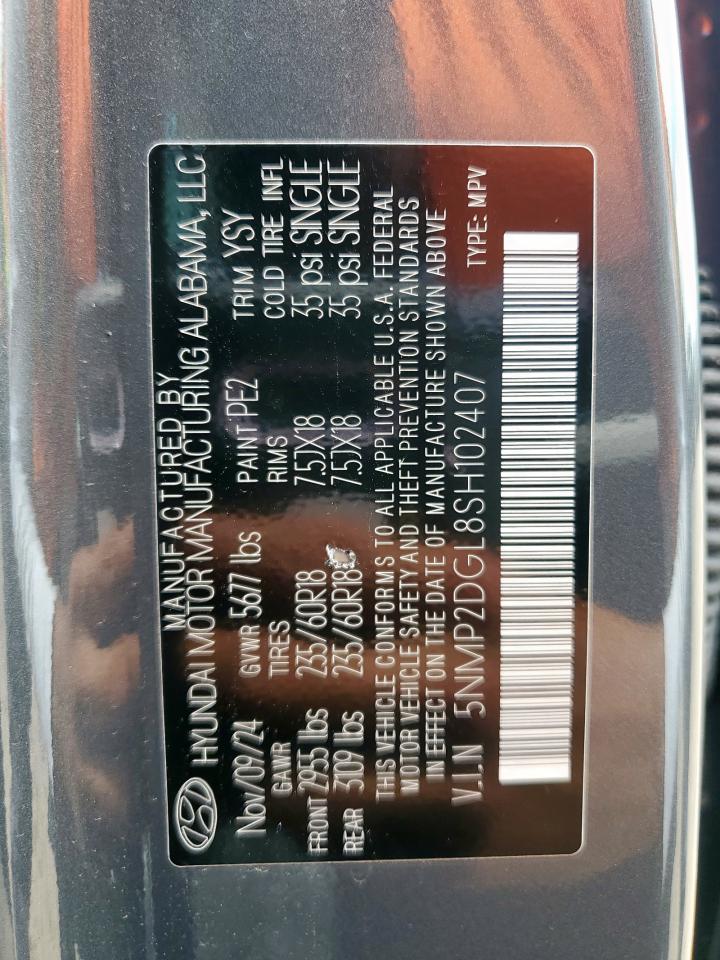 MANUFACTURED BY
HYUNDAI MOTOR MANUFACTURING ALABAMA, LLC
Nov/09/24 GVWR 5677 lbs PAINT PE2 TRIM YSY
GAWR TIRES RIMS COLD TIRE INFL
FRONT 2955 lbs 235/60R18 7.5JX18 35 psi SINGLE
REAR 3109 lbs 235/60R18 7.5JX18 35 psi SINGLE
THIS VEHICLE CONFORMS TO ALL APPLICABLE U.S.A. FEDERAL
MOTOR VEHICLE SAFETY AND THEFT PREVENTION STANDARDS
IN EFFECT ON THE DATE OF MANUFACTURE SHOWN ABOVE
V.I.N 5NMP2DGL8SH102407 TYPE: MPV